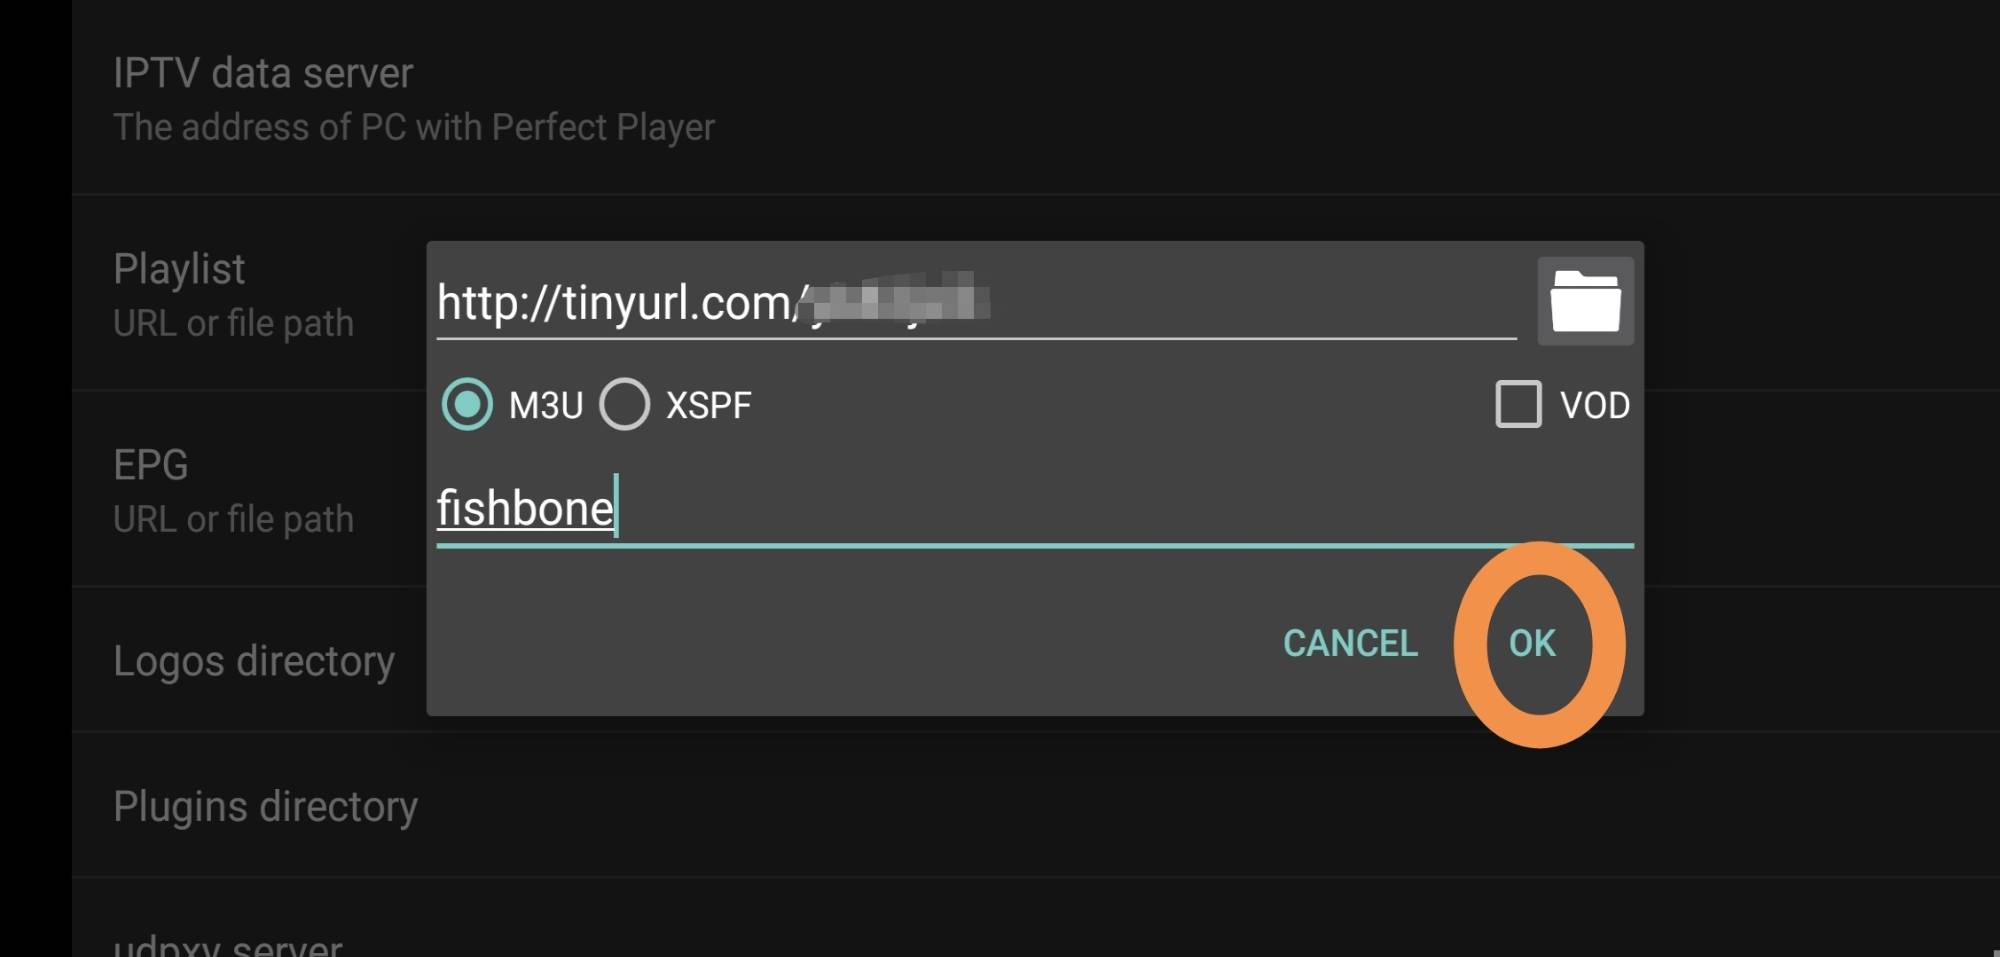 IPTV data server
The address of PC with Perfect Player
Playlist
URL or file path
EPG
URL or file path
Logos directory
Plugins directory
udpxy server
http://tinyurl.com/
M3U XSPF VOD
fishbone
CANCEL OK